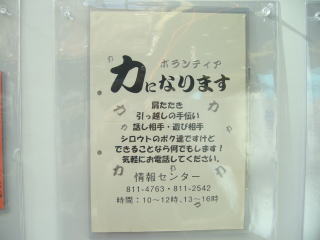 ボランティア
力になります
肩たたき
引っ越しの手伝い
話し相手・遊び相手
シロウトのボク達ですけど
できることなら何でもします！
気軽にお電話してください。
情報センター
811-4763・811-2542
時間：10～12時、13～16時